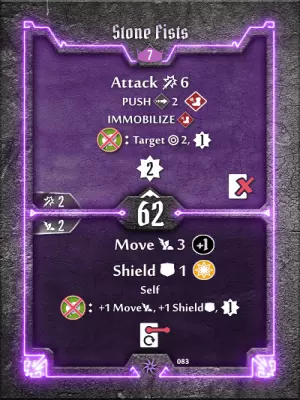 Stone Fists
7
Attack 6
PUSH 2
IMMOBILIZE
: Target 2, 1
2
2
62
2
Move 3 +1
Shield 1
Self
: +1 Move, +1 Shield, 1
083